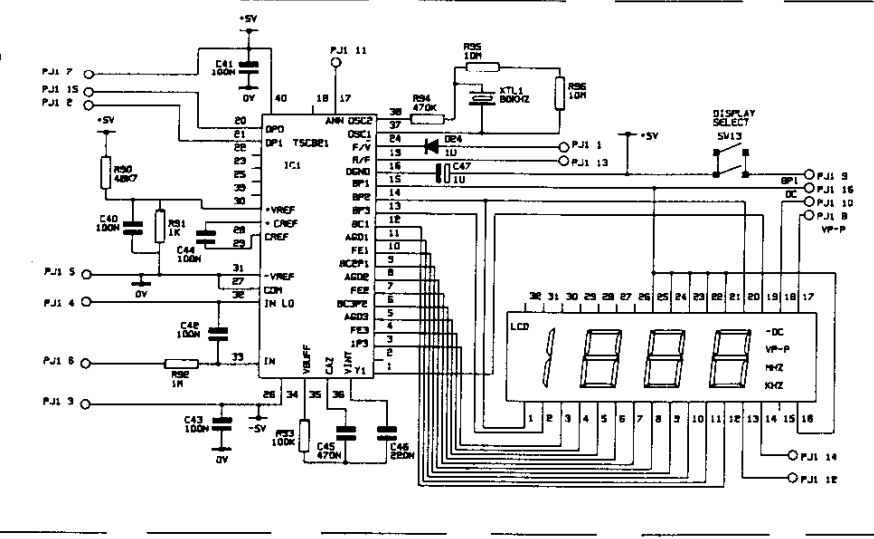 +5V
PJ1 7
PJ1 15
PJ1 2
C41
100N
0V
PJ1 11
40
18
17
ANN OSC2
38
R94
470K
R95
10M
XTL1
80KHZ
R96
10M
20
DP0
21
DP1
TSC821
22
23
25
39
IC1
OSC1
37
F/V
24
D24
1U
PJ1 1
R/F
19
PJ1 13
DGND
16
C47
1U
+5V
DISPLAY
SELECT
SW13
PJ1 9
BP1
PJ1 16
DC
PJ1 10
PJ1 8
VP-P
+5V
R90
48K7
30
+VREF
C40
100N
R91
1K
C44
100N
28
+ CREF
29
CREF
BP1
15
BP2
14
BP3
13
BC1
12
AGD1
11
FE1
10
BC2P1
9
AGD2
8
FE2
7
BC3P2
6
AGD3
5
FE3
4
1P3
3
2
Y1
1
PJ1 5
31
-VREF
27
COM
0V
PJ1 4
32
IN LO
C42
100N
PJ1 6
R92
1M
33
IN
VBUFF
CAZ
VINT
PJ1 3
26
34
35
36
C43
100N
0V
-5V
R93
100K
C45
470N
C46
220N
32 31 30 29 28 27 26 25 24 23 22 21 20 19 18 17
LCD
1 8 8 8
-DC
VP-P
MHZ
KHZ
1 2 3 4 5 6 7 8 9 10 11 12 13 14 15 16
PJ1 14
PJ1 12